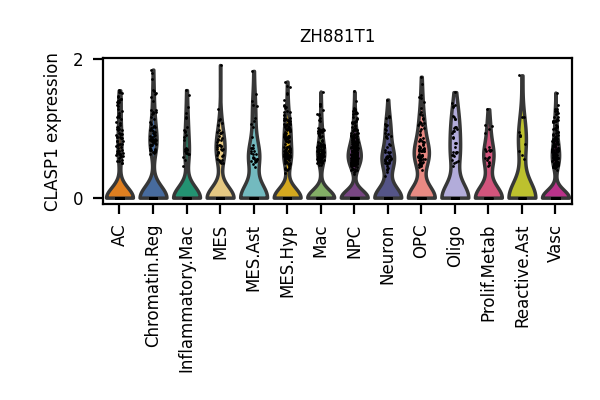 ZH881T1
CLASP1 expression
2
0
AC
Chromatin.Reg
Inflammatory.Mac
MES
MES.Ast
MES.Hyp
Mac
NPC
Neuron
OPC
Oligo
Prolif.Metab
Reactive.Ast
Vasc